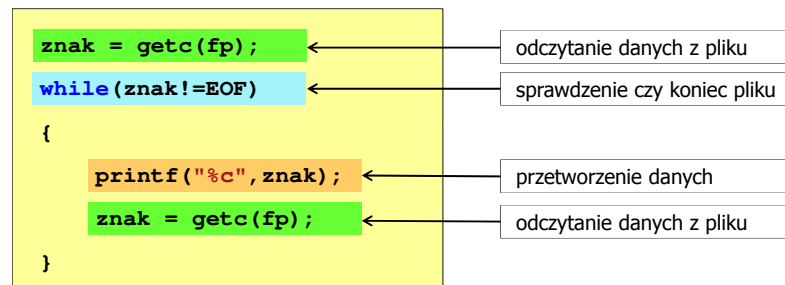 znak = getc(fp); odczytanie danych z pliku
while(znak!=EOF) sprawdzenie czy koniec pliku
{
printf("%c",znak); przetworzenie danych
znak = getc(fp); odczytanie danych z pliku
}